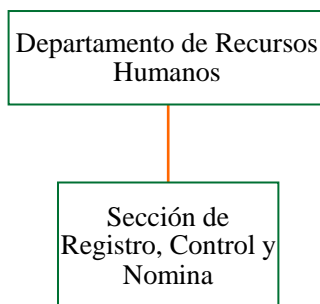 Departamento de Recursos
Humanos
Sección de
Registro, Control y
Nomina